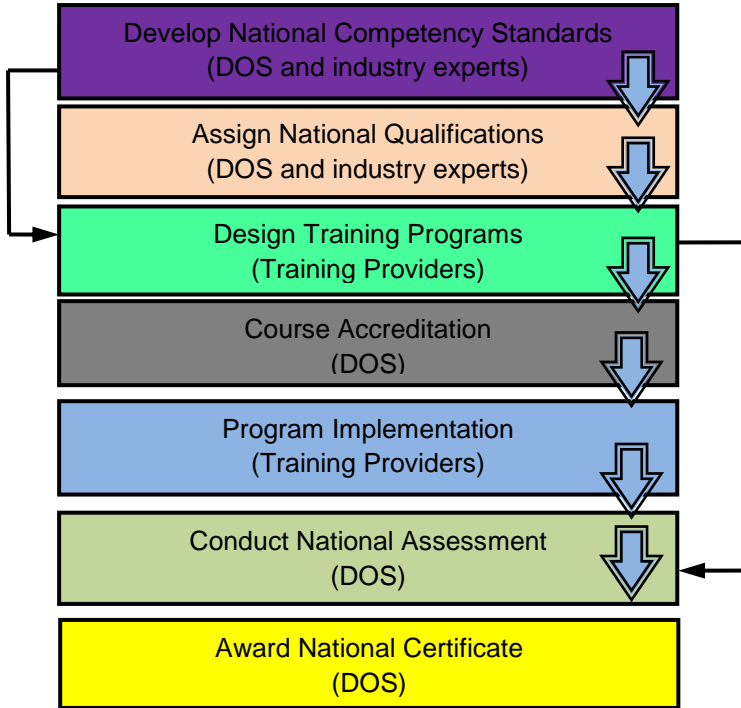 Develop National Competency Standards
(DOS and industry experts)
Assign National Qualifications
(DOS and industry experts)
Design Training Programs
(Training Providers)
Course Accreditation
(DOS)
Program Implementation
(Training Providers)
Conduct National Assessment
(DOS)
Award National Certificate
(DOS)